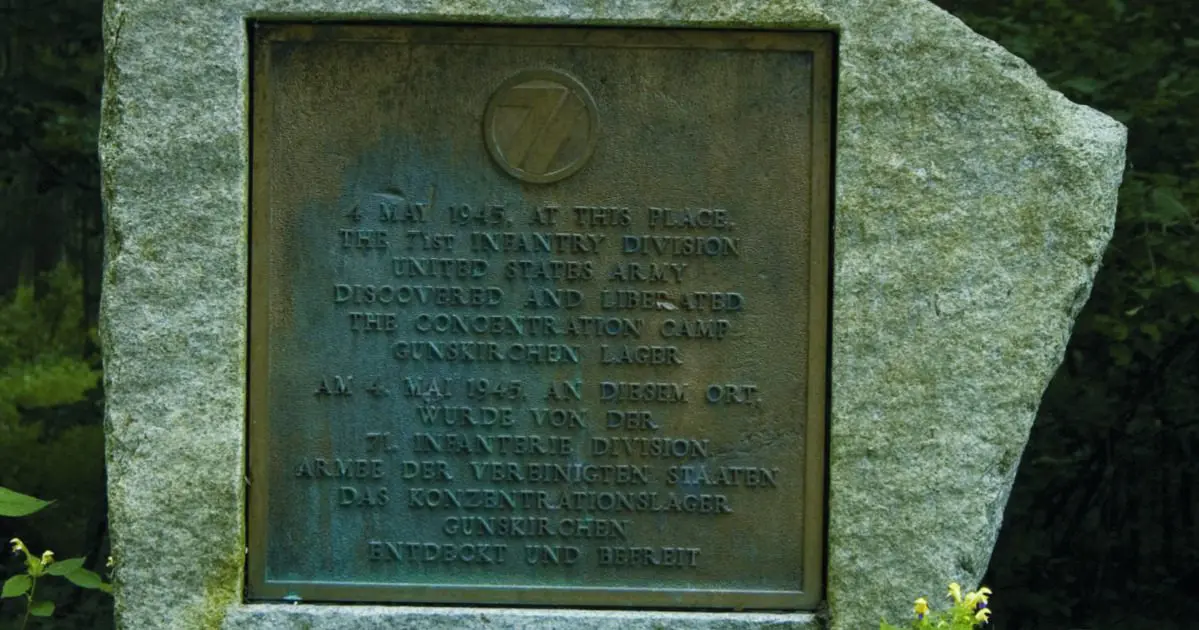 71
4 MAY 1945, AT THIS PLACE,
THE 71st INFANTRY DIVISION
UNITED STATES ARMY
DISCOVERED AND LIBERATED
THE CONCENTRATION CAMP
GUNSKIRCHEN LAGER
AM 4. MAI 1945, AN DIESEM ORT,
WURDE VON DER
71. INFANTERIE DIVISION,
ARMEE DER VEREINIGTEN STAATEN
DAS KONZENTRATIONSLAGER
GUNSKIRCHEN
ENTDECKT UND BEFREIT